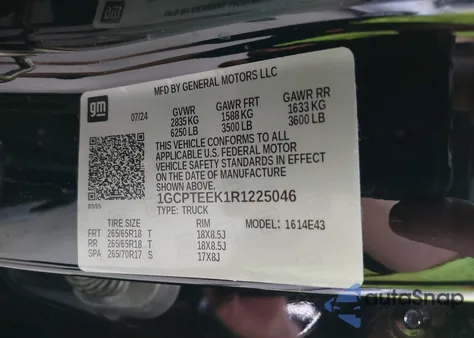 MFD BY GENERAL MOTORS LLC
gm
07/24
GVWR GAWR FRT GAWR RR
2835 KG 1588 KG 1633 KG
6250 LB 3500 LB 3600 LB
THIS VEHICLE CONFORMS TO ALL
APPLICABLE U.S. FEDERAL MOTOR
VEHICLE SAFETY STANDARDS IN EFFECT
ON THE DATE OF MANUFACTURE
SHOWN ABOVE.
1GCPTEEK1R1225046
TYPE: TRUCK MODEL: 1614E43
TIRE SIZE RIM
FRT 265/65R18 T 18X8.5J
RR 265/65R18 T 18X8.5J
SPA 265/70R17 S 17X8J
autoSnap